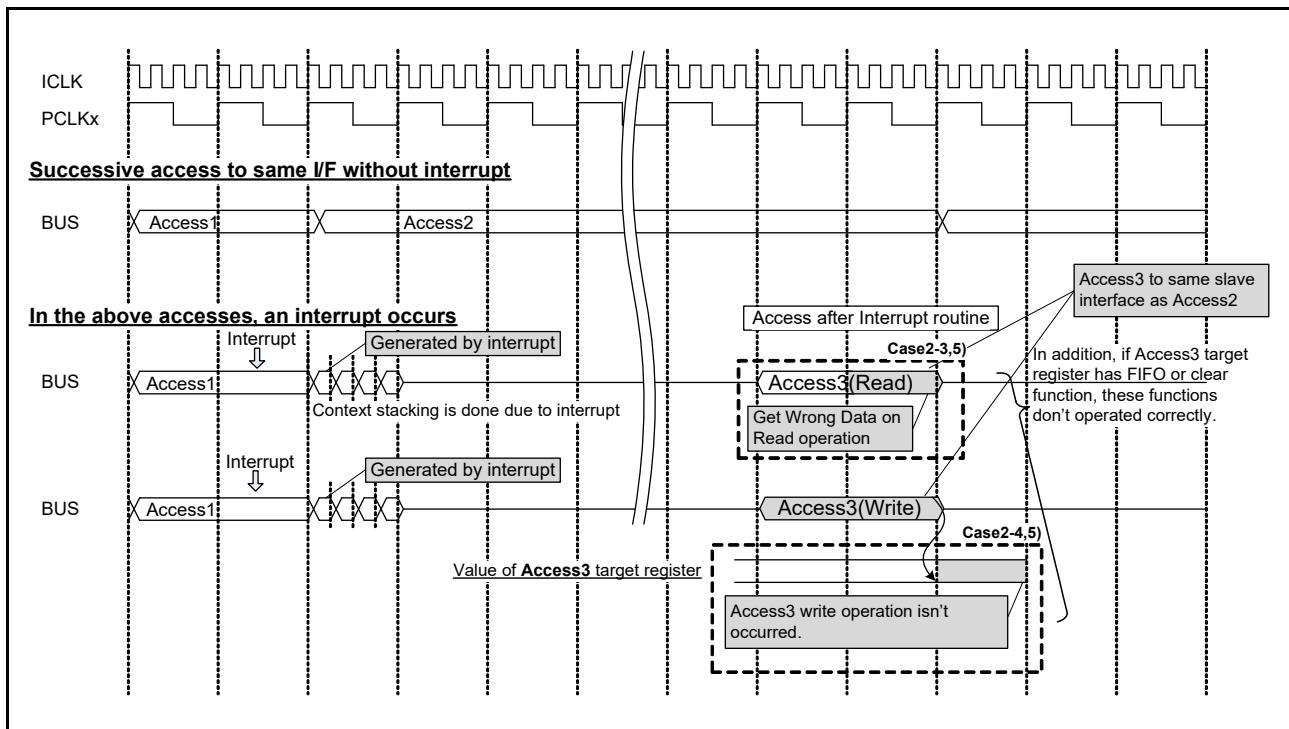 ICLK
PCLKx
Successive access to same I/F without interrupt
BUS
Access1
Access2
Access3 to same slave
interface as Access2
In the above accesses, an interrupt occurs
Access after Interrupt routine
Interrupt
Generated by interrupt
Case2-3,5)
In addition, if Access3 target
register has FIFO or clear
function, these functions
don't operated correctly.
BUS
Access1
Access3(Read)
Context stacking is done due to interrupt
Get Wrong Data on
Read operation
Interrupt
Generated by interrupt
BUS
Access1
Access3(Write)
Case2-4,5)
Value of Access3 target register
Access3 write operation isn't
occurred.